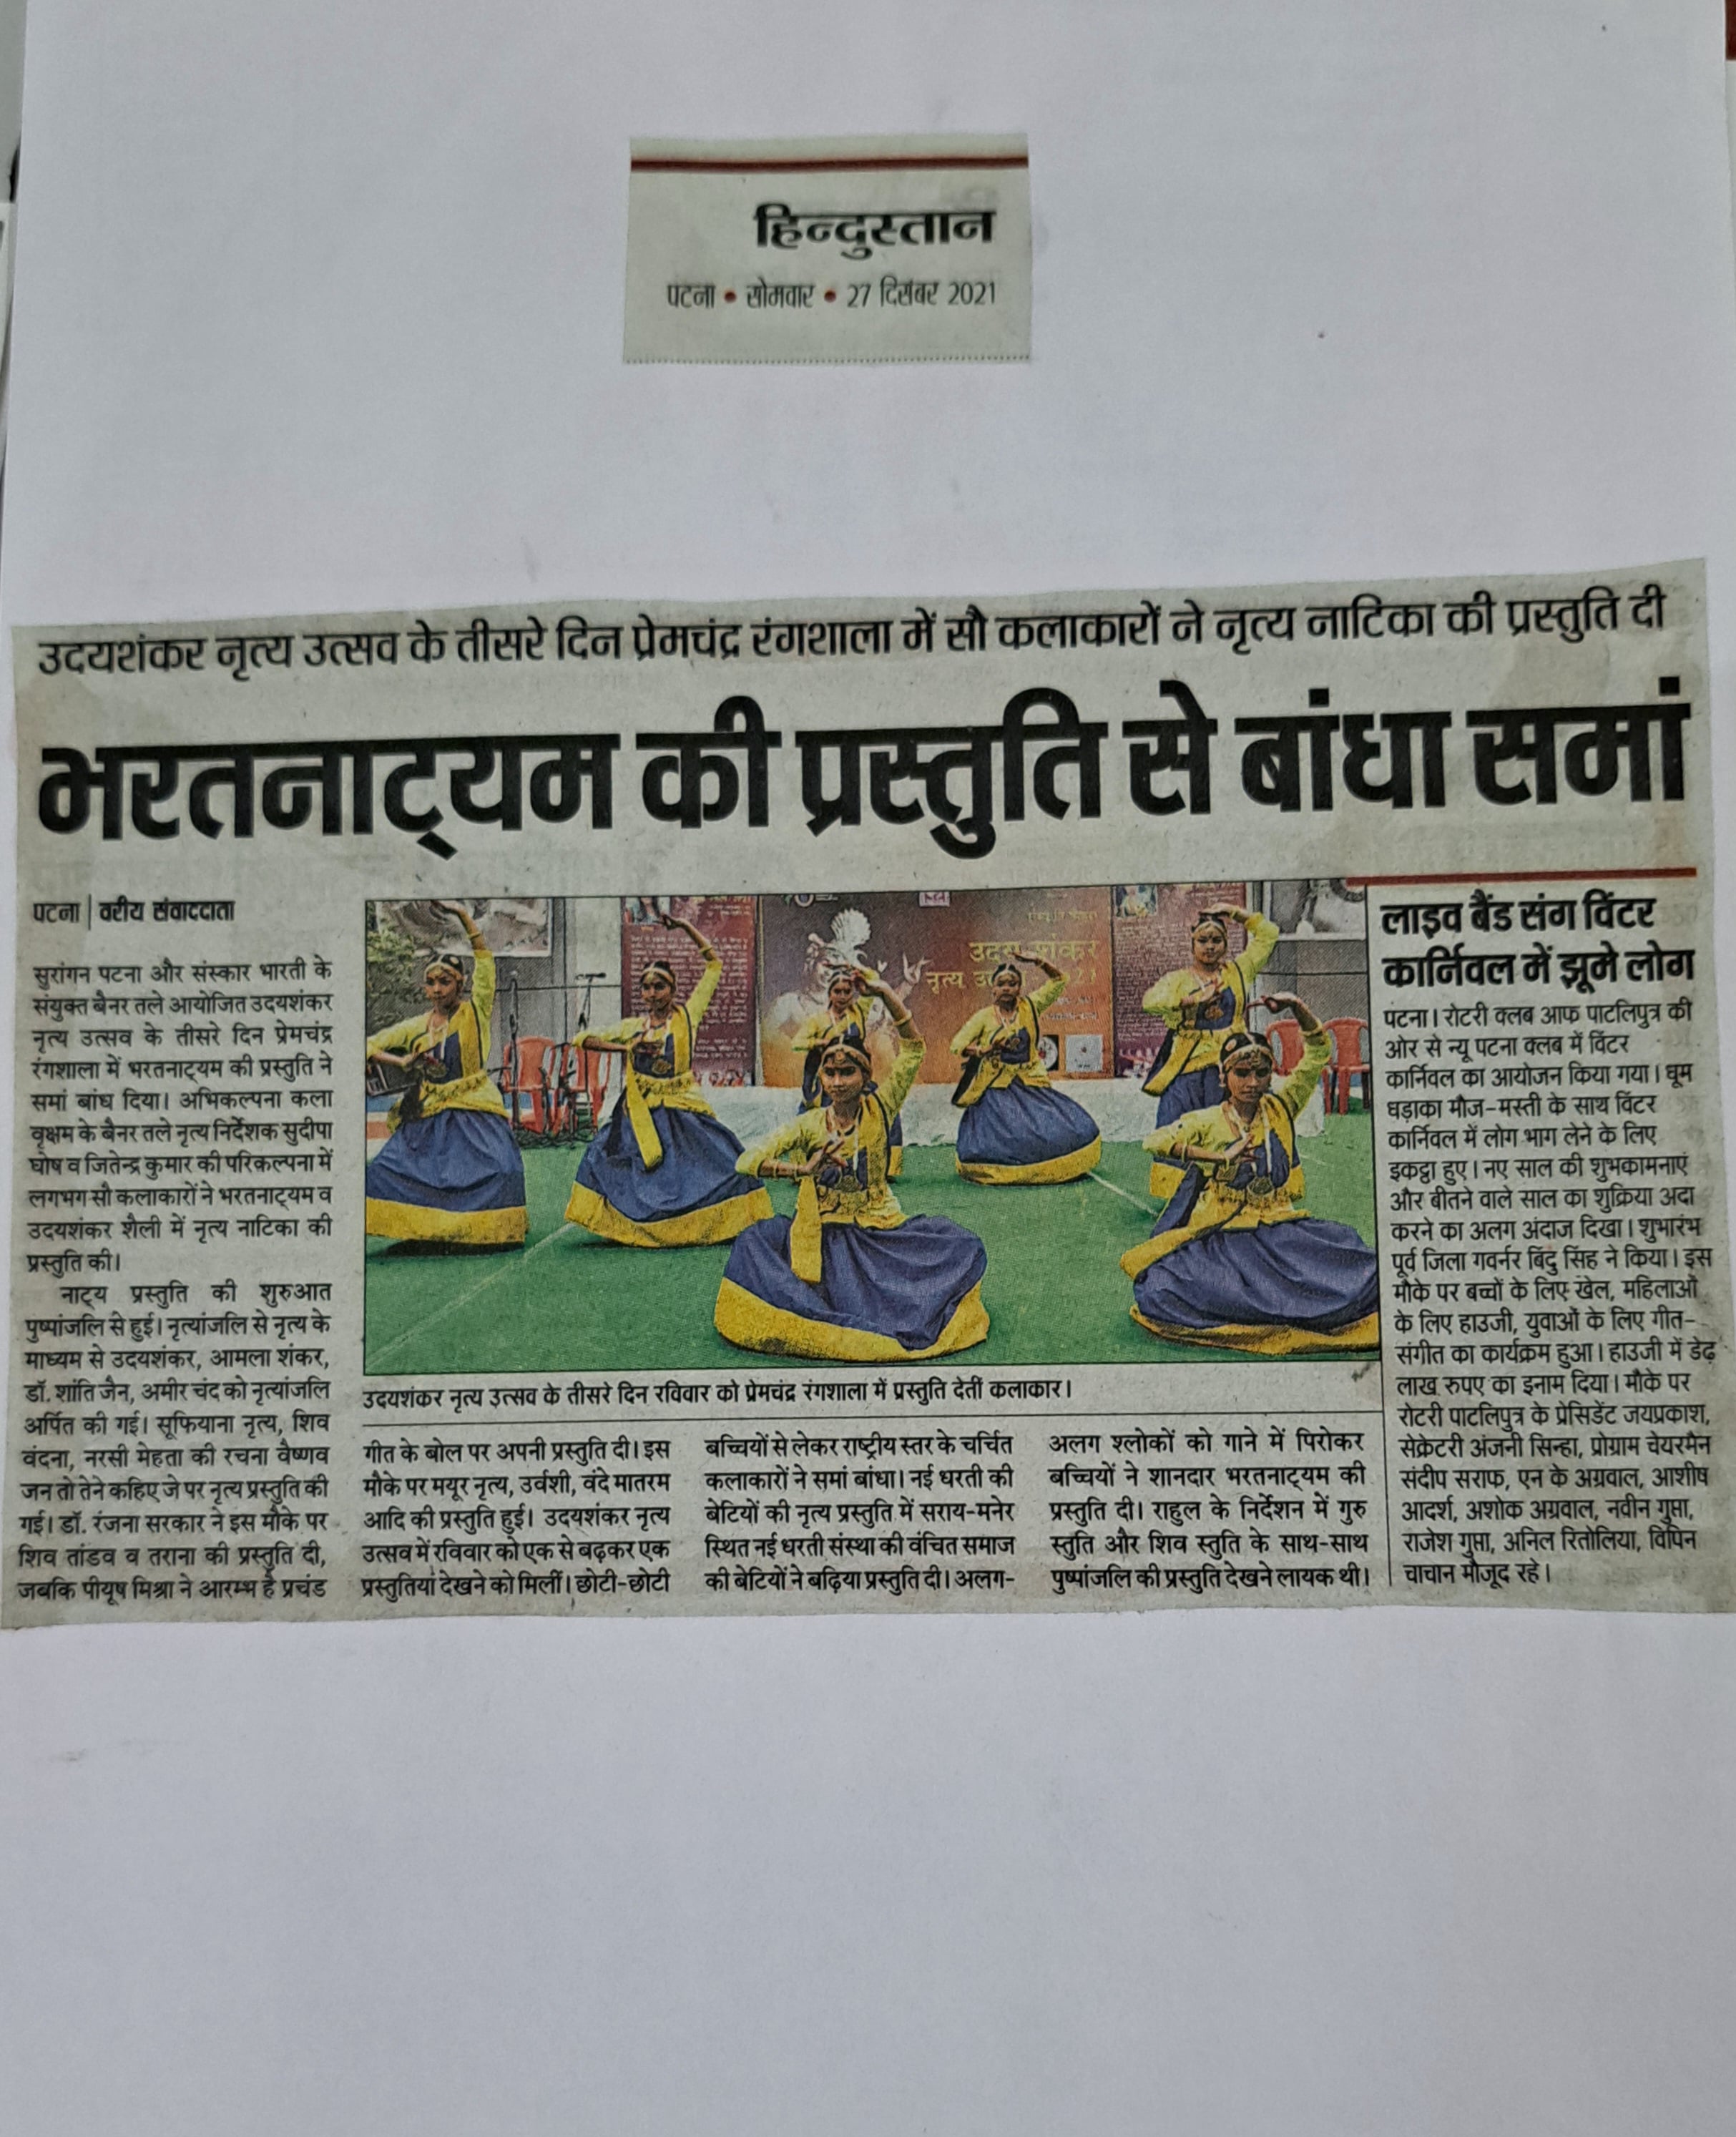 हिन्दुस्तान
पटना • सोमवार • 27 दिसंबर 2021
उदयशंकर नृत्य उत्सव के तीसरे दिन प्रेमचंद्र रंगशाला में सौ कलाकारों ने नृत्य नाटिका की प्रस्तुति दी
भरतनाट्यम की प्रस्तुति से बांधा समां
पटना | वरीय संवाददाता
सुरांगन पटना और संस्कार भारती के
संयुक्त बैनर तले आयोजित उदयशंकर
नृत्य उत्सव के तीसरे दिन प्रेमचंद्र
रंगशाला में भरतनाट्यम की प्रस्तुति ने
समां बांध दिया। अभिकल्पना कला
वृक्षम के बैनर तले नृत्य निर्देशक सुदीपा
घोष व जितेन्द्र कुमार की परिकल्पना में
लगभग सौ कलाकारों ने भरतनाट्यम व
उदयशंकर शैली में नृत्य नाटिका की
प्रस्तुति की।
नाट्य प्रस्तुति की शुरुआत
पुष्पांजलि से हुई। नृत्यांजलि से नृत्य के
माध्यम से उदयशंकर, आमला शंकर,
डॉ. शांति जैन, अमीर चंद को नृत्यांजलि
अर्पित की गई। सूफियाना नृत्य, शिव
वंदना, नरसी मेहता की रचना वैष्णव
जन तो तेने कहिए जे पर नृत्य प्रस्तुति की
गई। डॉ. रंजना सरकार ने इस मौके पर
शिव तांडव व तराना की प्रस्तुति दी,
जबकि पीयूष मिश्रा ने आरम्भ है प्रचंड
उदय शंकर
नृत्य
उदयशंकर नृत्य उत्सव के तीसरे दिन रविवार को प्रेमचंद्र रंगशाला में प्रस्तुति देतीं कलाकार।
गीत के बोल पर अपनी प्रस्तुति दी। इस
मौके पर मयूर नृत्य, उर्वशी, वंदे मातरम
आदि की प्रस्तुति हुई। उदयशंकर नृत्य
उत्सव में रविवार को एक से बढ़कर एक
प्रस्तुतियां देखने को मिलीं। छोटी-छोटी
बच्चियों से लेकर राष्ट्रीय स्तर के चर्चित
कलाकारों ने समां बांधा। नई धरती की
बेटियों की नृत्य प्रस्तुति में सराय-मनेर
स्थित नई धरती संस्था की वंचित समाज
की बेटियों ने बढ़िया प्रस्तुति दी। अलग-
अलग श्लोकों को गाने में पिरोकर
बच्चियों ने शानदार भरतनाट्यम की
प्रस्तुति दी। राहुल के निर्देशन में गुरु
स्तुति और शिव स्तुति के साथ-साथ
पुष्पांजलि की प्रस्तुति देखने लायक थी।
लाइव बैंड संग विंटर
कार्निवल में झूमे लोग
पटना। रोटरी क्लब आफ पाटलिपुत्र की
ओर से न्यू पटना क्लब में विंटर
कार्निवल का आयोजन किया गया। धूम
धड़ाका मौज-मस्ती के साथ विंटर
कार्निवल में लोग भाग लेने के लिए
इकट्ठा हुए। नए साल की शुभकामनाएं
और बीतने वाले साल का शुक्रिया अदा
करने का अलग अंदाज दिखा। शुभारंभ
पूर्व जिला गवर्नर बिंदु सिंह ने किया। इस
मौके पर बच्चों के लिए खेल, महिलाओं
के लिए हाउजी, युवाओं के लिए गीत-
संगीत का कार्यक्रम हुआ। हाउजी में डेढ़
लाख रुपए का इनाम दिया। मौके पर
रोटरी पाटलिपुत्र के प्रेसिडेंट जयप्रकाश,
सेक्रेटरी अंजनी सिन्हा, प्रोग्राम चेयरमैन
संदीप सराफ, एन के अग्रवाल, आशीष
आदर्श, अशोक अग्रवाल, नवीन गुप्ता,
राजेश गुप्ता, अनिल रितोलिया, विपिन
चाचान मौजूद रहे।